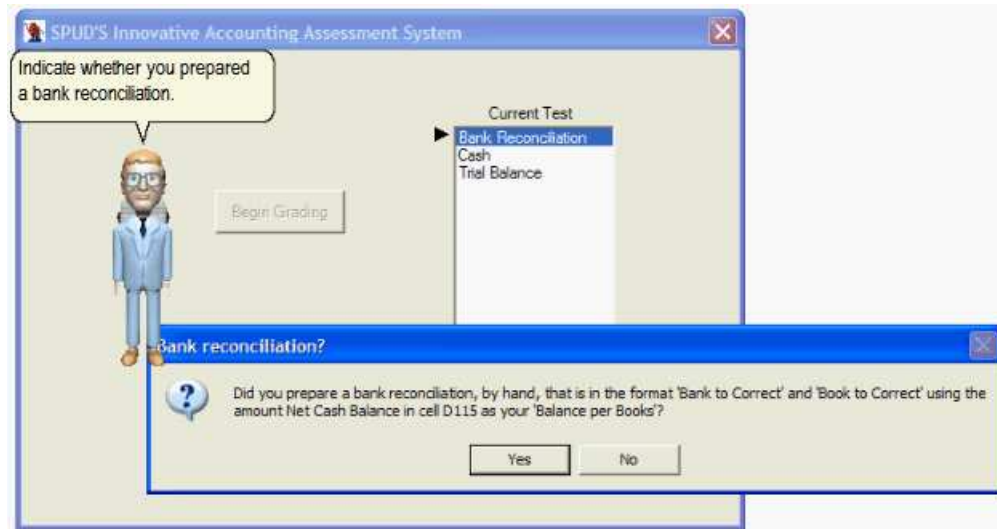 SPUD'S Innovative Accounting Assessment System
Indicate whether you prepared
a bank reconciliation.
Current Test
Bank Reconciliation
Cash
Trial Balance
Begin Grading
Bank reconciliation?
Did you prepare a bank reconciliation, by hand, that is in the format 'Bank to Correct' and 'Book to Correct' using the
amount Net Cash Balance in cell D115 as your 'Balance per Books'?
Yes
No